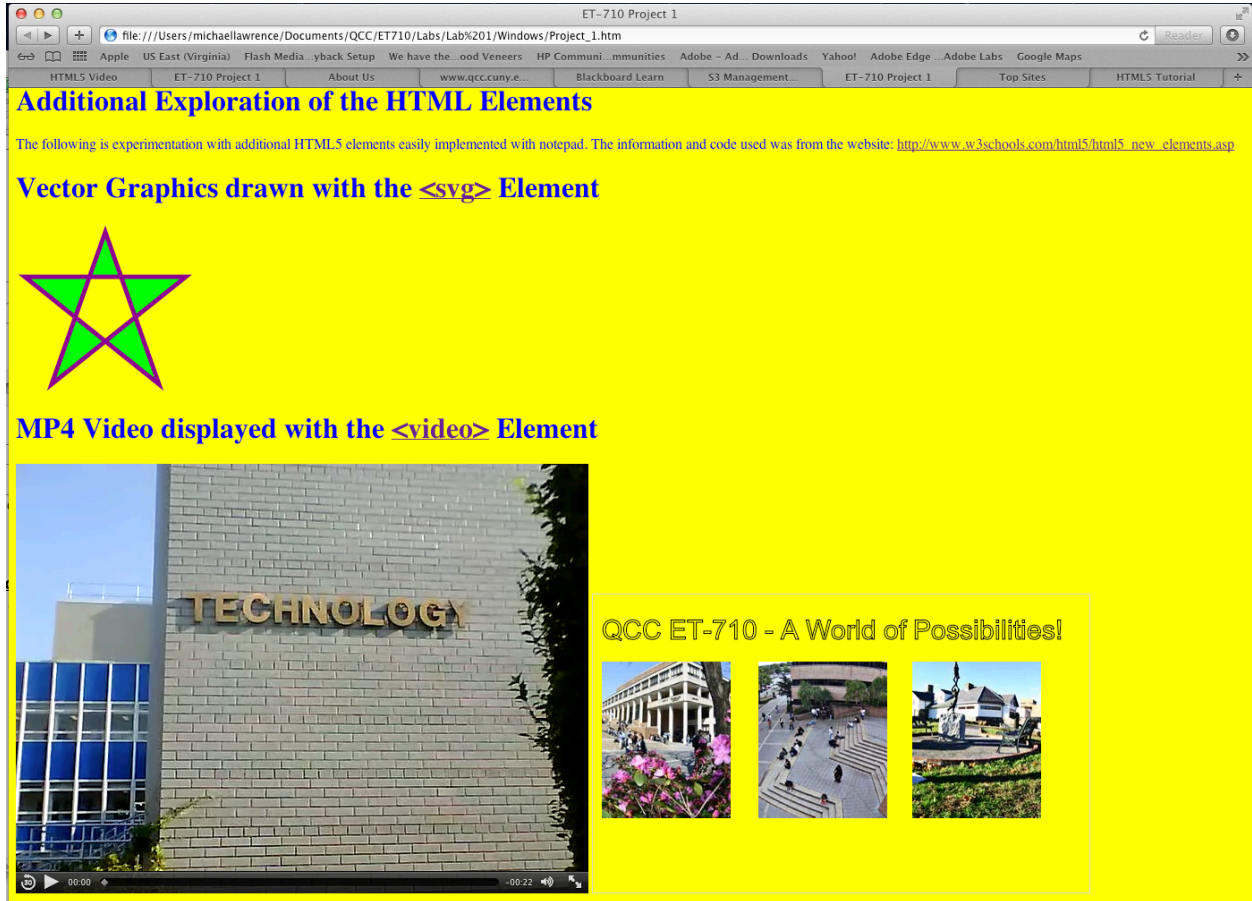 ET-710 Project 1
file:///Users/michaellawrence/Documents/QCC/ET710/Labs/Lab%201/Windows/Project_1.htm
Reader
Apple US East (Virginia) Flash Media...yback Setup We have the...ood Veneers HP Communi...mmunities Adobe - Ad... Downloads Yahoo! Adobe Edge ...Adobe Labs Google Maps
HTML5 Video ET-710 Project 1 About Us www.qcc.cuny.e... Blackboard Learn S3 Management... ET-710 Project 1 Top Sites HTML5 Tutorial
Additional Exploration of the HTML Elements
The following is experimentation with additional HTML5 elements easily implemented with notepad. The information and code used was from the website: http://www.w3schools.com/html5/html5_new_elements.asp
Vector Graphics drawn with the <svg> Element
MP4 Video displayed with the <video> Element
TECHNOLOGY
QCC ET-710 - A World of Possibilities!
30 00:00 -00:22